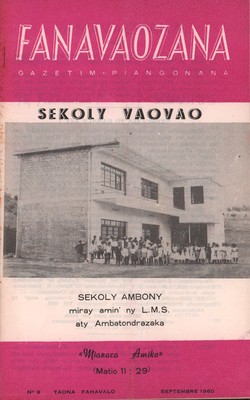 FANAVAOZANA
GAZETIM-PIANGONANA
SEKOLY VAOVAO
SEKOLY AMBONY
miray amin' ny L.M.S.
aty Ambatondrazaka
«Mianara Amiko»
(Matio 11 : 29)
Nº 9 TAONA FAHAVALO SEPTEMBRE 1960